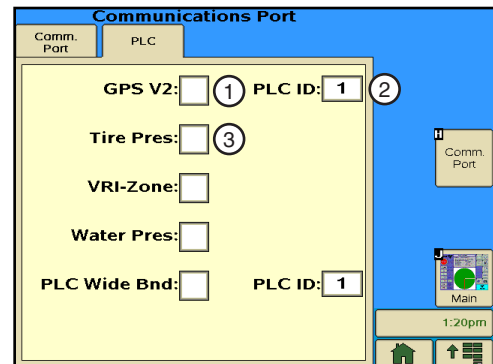 Communications Port
Comm. Port
PLC
GPS V2: 1 PLC ID: 1 2
Tire Pres: 3
H
Comm. Port
VRI-Zone:
Water Pres:
J
PLC Wide Bnd: PLC ID: 1
Main
1:20pm